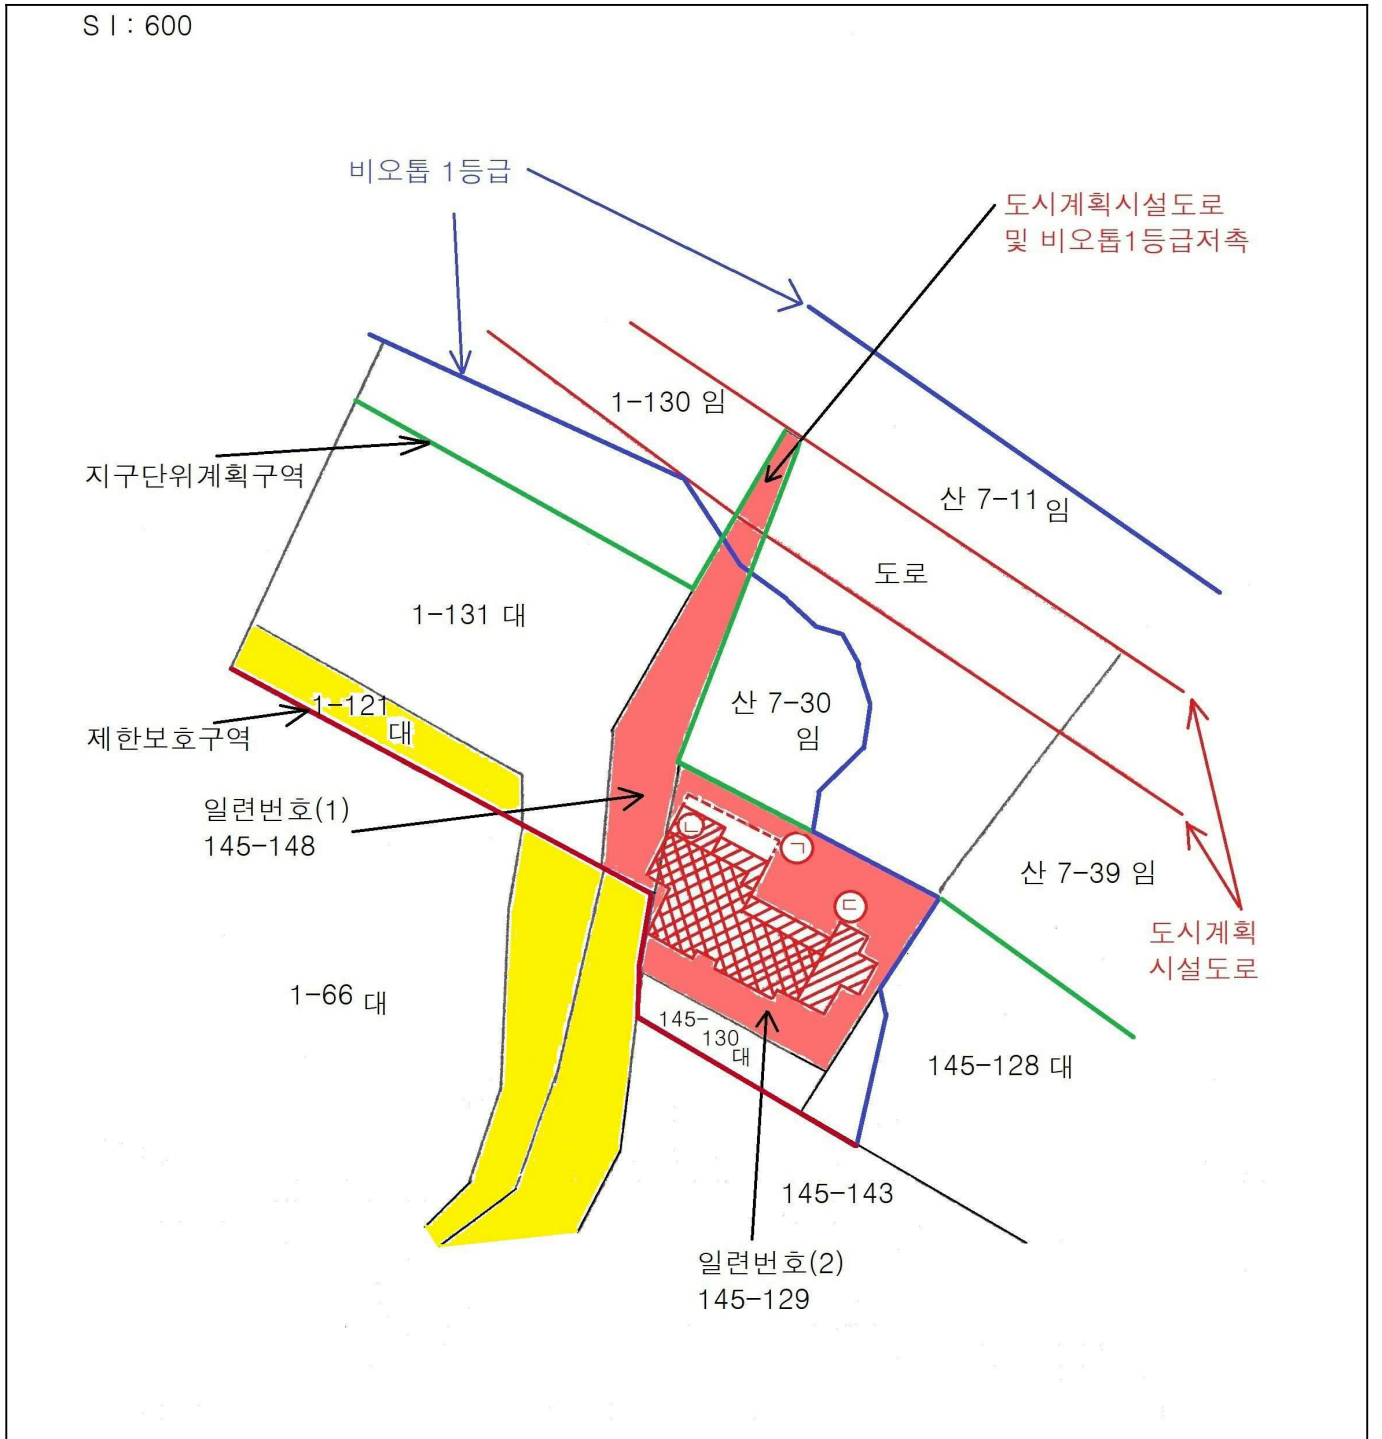 S I : 600
비오톱 1등급
도시계획시설도로
및 비오톱1등급저촉
1-130 임
지구단위계획구역
산 7-11 임
도로
1-131 대
산 7-30
임
1-121
대
제한보호구역
일련번호(1)
145-148
ㄴ
ㄱ
ㄷ
산 7-39 임
도시계획
시설도로
1-66 대
145-
130
대
145-128 대
145-143
일련번호(2)
145-129